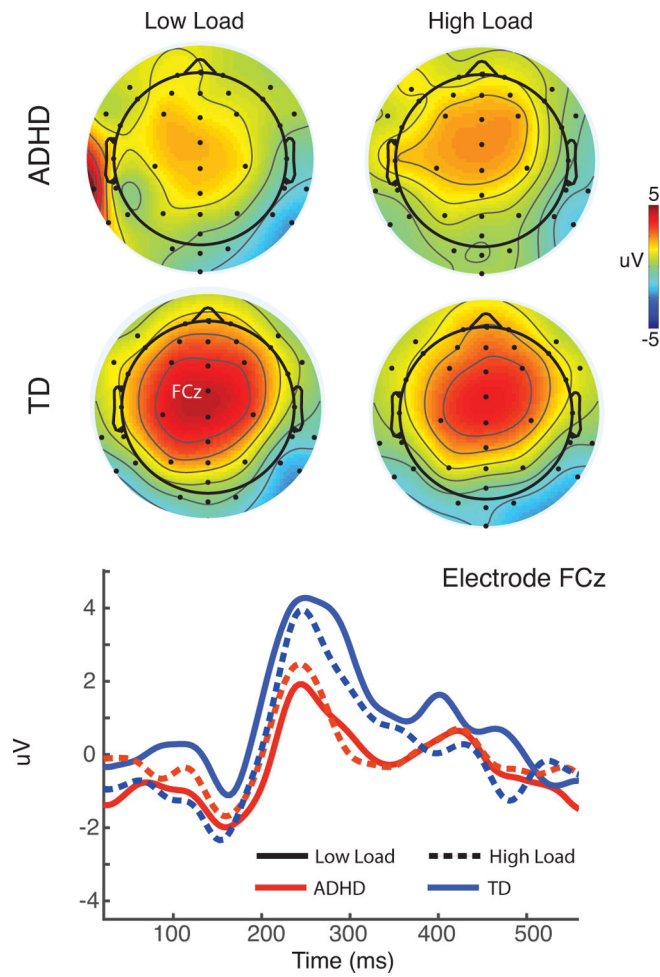 Low Load
High Load
ADHD
5
uV
-5
TD
FCz
Electrode FCz
4
2
0
-2
-4
uV
Low Load
High Load
ADHD
TD
100
200
300
400
500
Time (ms)